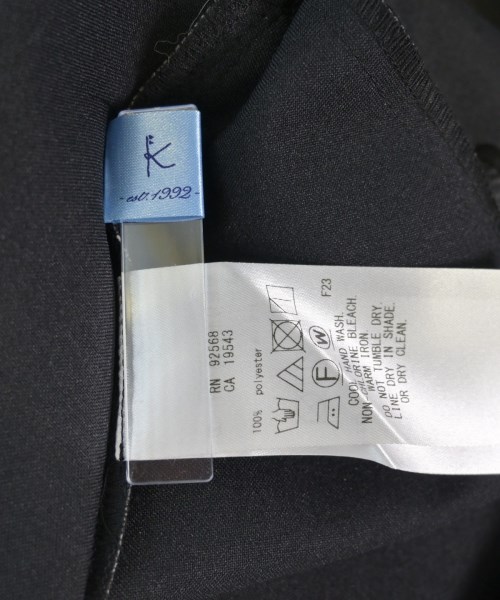 K
-est.1992-
RN 92568
CA 19543
100% polyester
F
W
F23
COOL HAND WASH.
NON CHLORINE BLEACH.
WARM IRON.
DO NOT TUMBLE DRY.
LINE DRY IN SHADE.
OR DRY CLEAN.